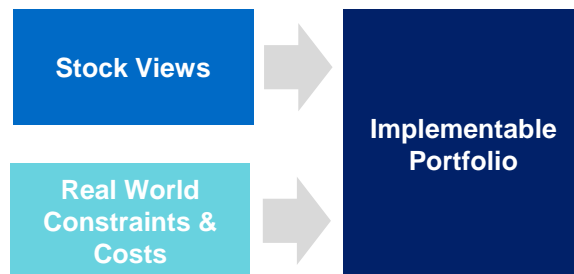 Stock Views
Implementable
Portfolio
Real World
Constraints &
Costs